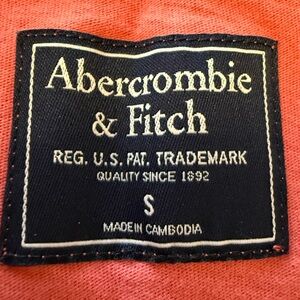 Abercrombie
& Fitch
REG. U.S. PAT. TRADEMARK
QUALITY SINCE 1892
S
MADE IN CAMBODIA